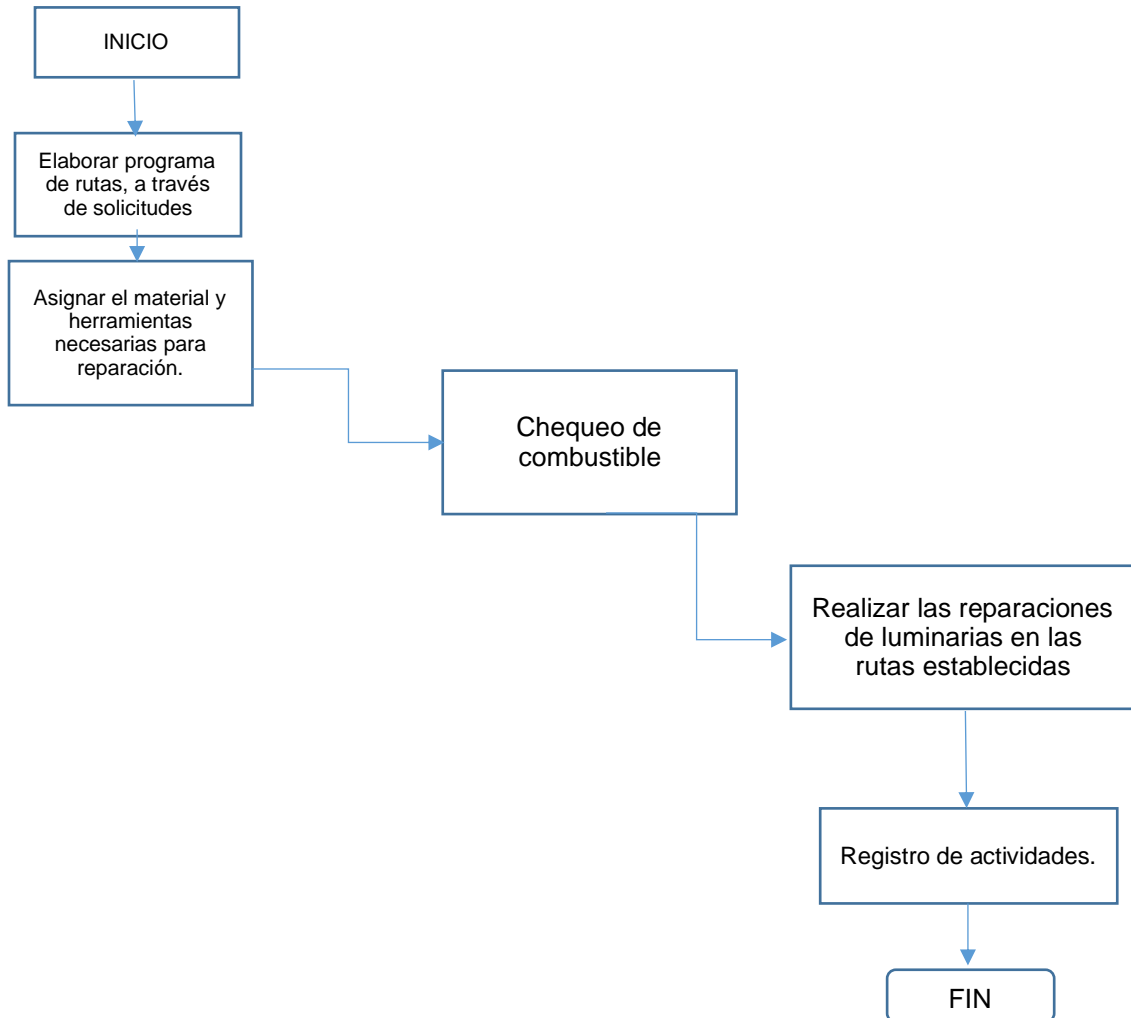 INICIO
Elaborar programa
de rutas, a través
de solicitudes
Asignar el material y
herramientas
necesarias para
reparación.
Chequeo de
combustible
Realizar las reparaciones
de luminarias en las
rutas establecidas
Registro de actividades.
FIN